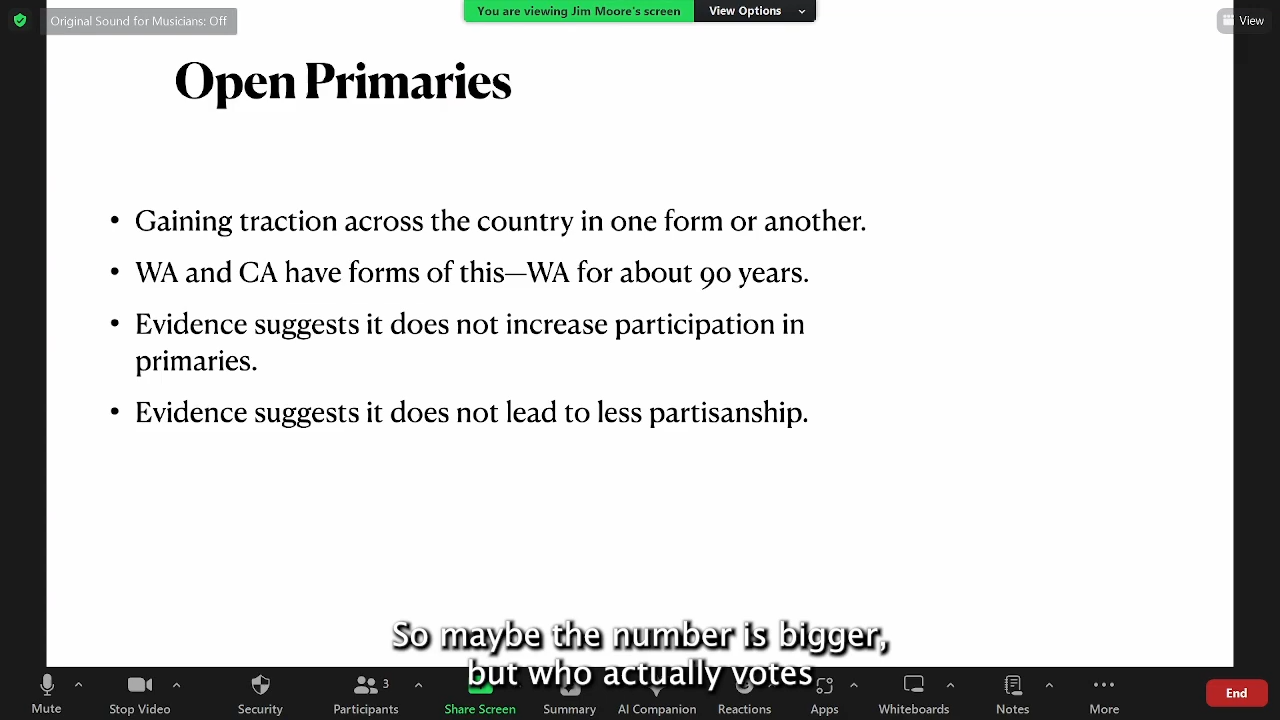 Original Sound for Musicians: Off
You are viewing Jim Moore's screen
View Options
View
Open Primaries
• Gaining traction across the country in one form or another.
• WA and CA have forms of this—WA for about 90 years.
• Evidence suggests it does not increase participation in
primaries.
• Evidence suggests it does not lead to less partisanship.
So maybe the number is bigger,
but who actually votes
3
Mute
Stop Video
Security
Participants
Share Screen
Summary
AI Companion
Reactions
Apps
Whiteboards
Notes
More
End